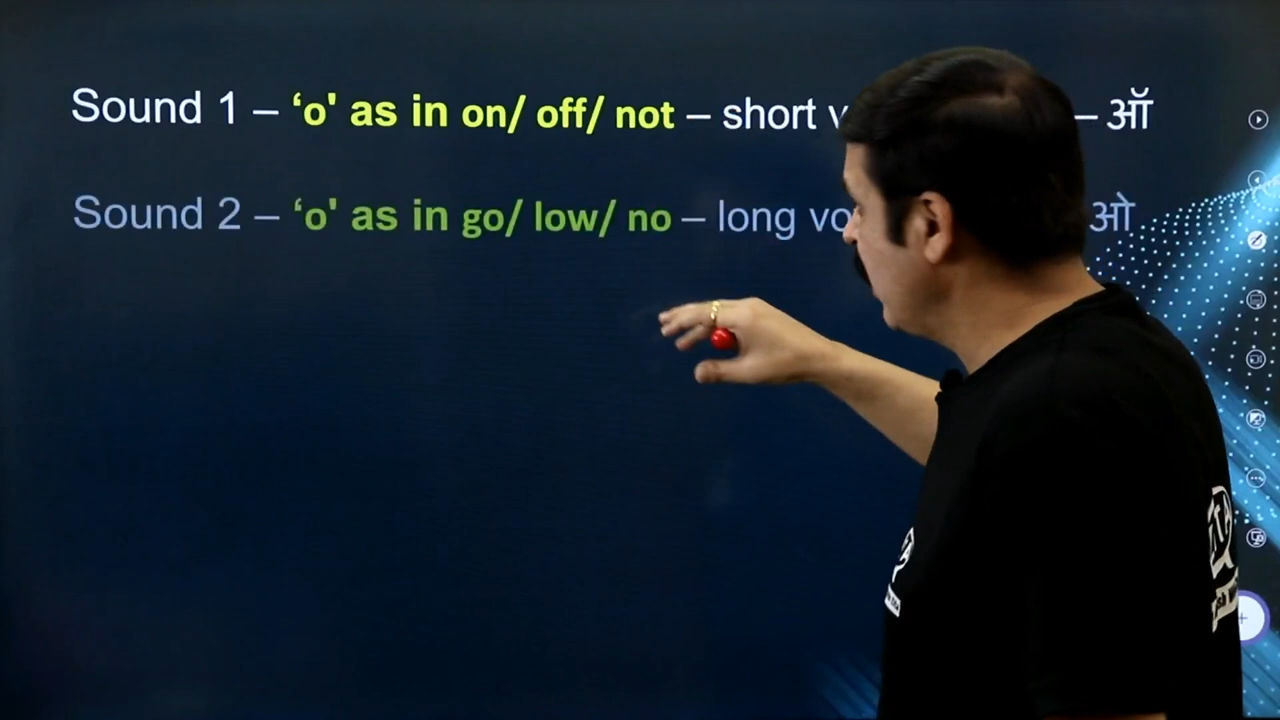 Sound 1 – ‘o' as in on/ off/ not – short – ऑ
Sound 2 – ‘o' as in go/ low/ no – long ओ